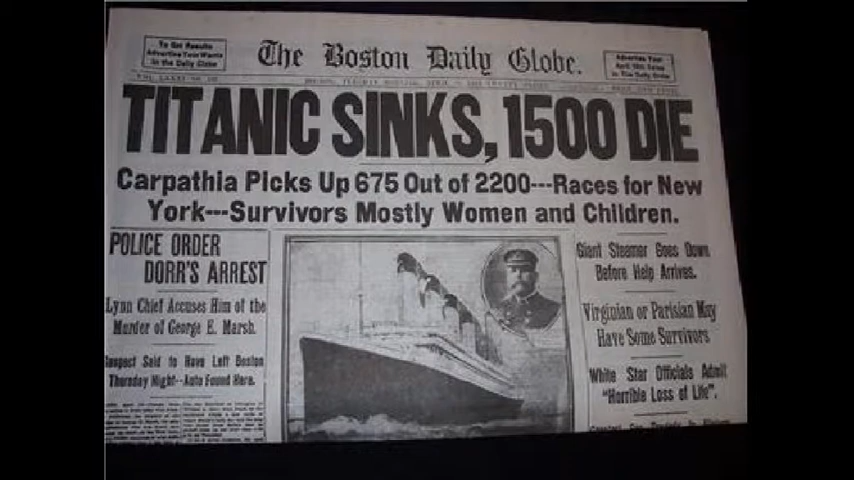 To Get Results
Advertise Your Wants
in the Daily Globe
The Boston Daily Globe.
Advertise Your
in The Daily Globe
TITANIC SINKS, 1500 DIE
Carpathia Picks Up 675 Out of 2200---Races for New
York---Survivors Mostly Women and Children.
POLICE ORDER
DORR'S ARREST
Lynn Chief Accuses Him of the
Murder of George E. Marsh.
Suspect Said to Have Left Boston
Thursday Night--Auto Found Here.
Giant Steamer Goes Down
Before Help Arrives.
Virginian or Parisian May
Have Some Survivors
White Star Officials Admit
"Horrible Loss of Life".